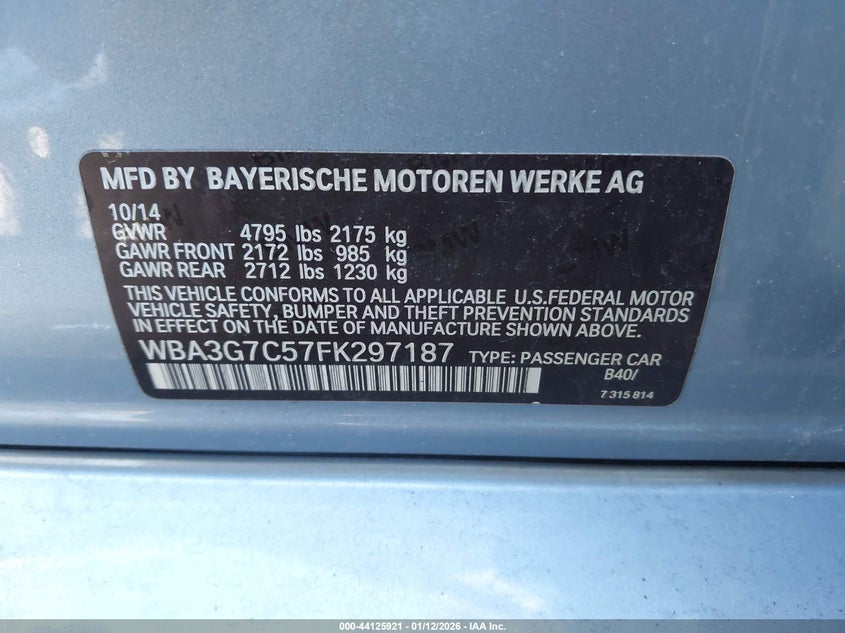 MFD BY BAYERISCHE MOTOREN WERKE AG
10/14
GVWR 4795 lbs 2175 kg
GAWR FRONT 2172 lbs 985 kg
GAWR REAR 2712 lbs 1230 kg
THIS VEHICLE CONFORMS TO ALL APPLICABLE U.S.FEDERAL MOTOR
VEHICLE SAFETY, BUMPER AND THEFT PREVENTION STANDARDS
IN EFFECT ON THE DATE OF MANUFACTURE SHOWN ABOVE.
WBA3G7C57FK297187 TYPE: PASSENGER CAR
B40/
7 315 814
000-44125921 - 01/12/2026 - IAA Inc.